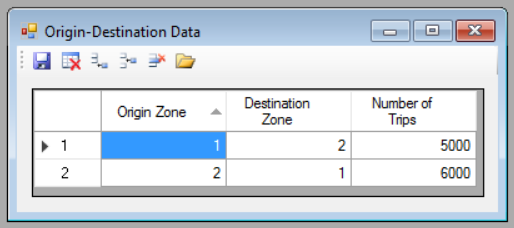 Origin-Destination Data
Origin Zone Destination Zone Number of Trips
1 1 2 5000
2 2 1 6000